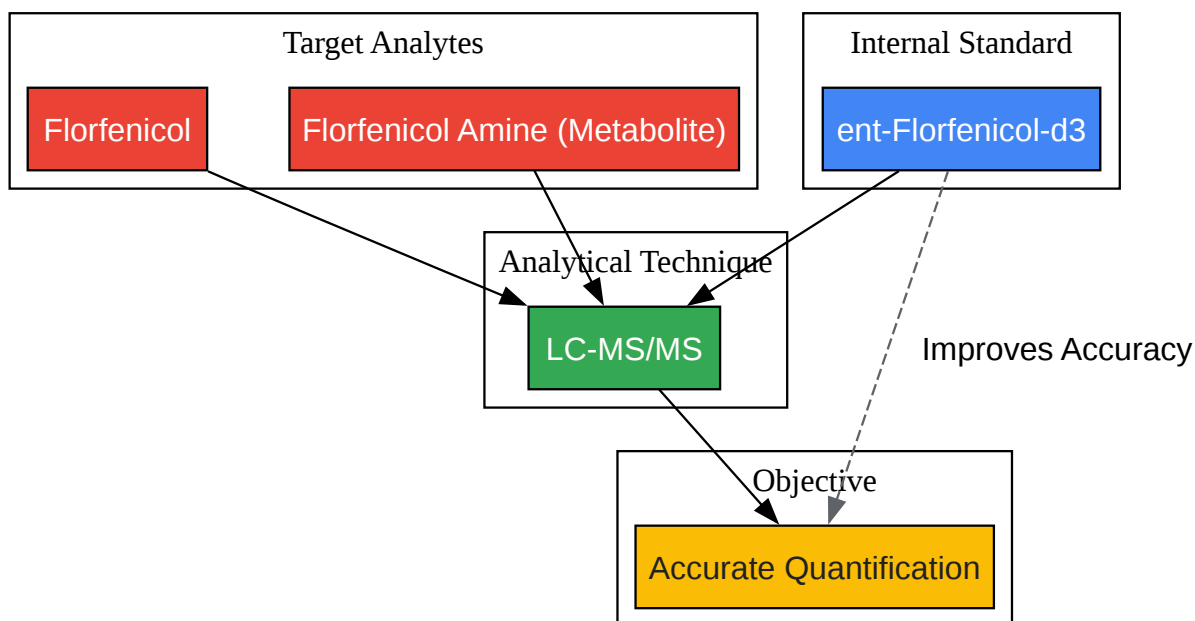 Target Analytes
Internal Standard
Florfenicol
Florfenicol Amine (Metabolite)
ent-Florfenicol-d3
Analytical Technique
LC-MS/MS
Improves Accuracy
Objective
Accurate Quantification